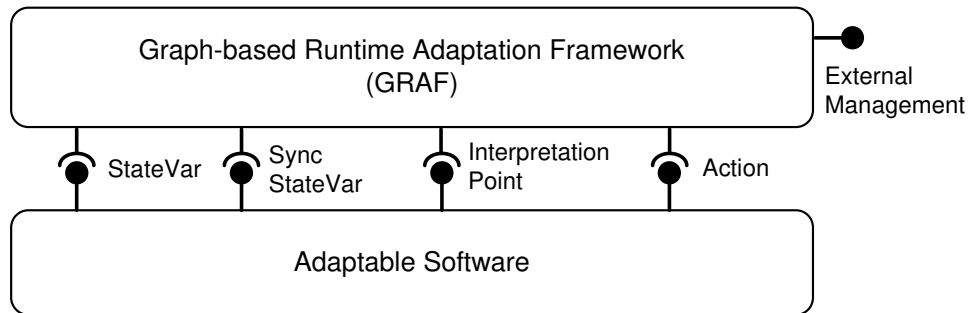 Graph-based Runtime Adaptation Framework
(GRAF)
External
Management
StateVar
Sync
StateVar
Interpretation
Point
Action
Adaptable Software